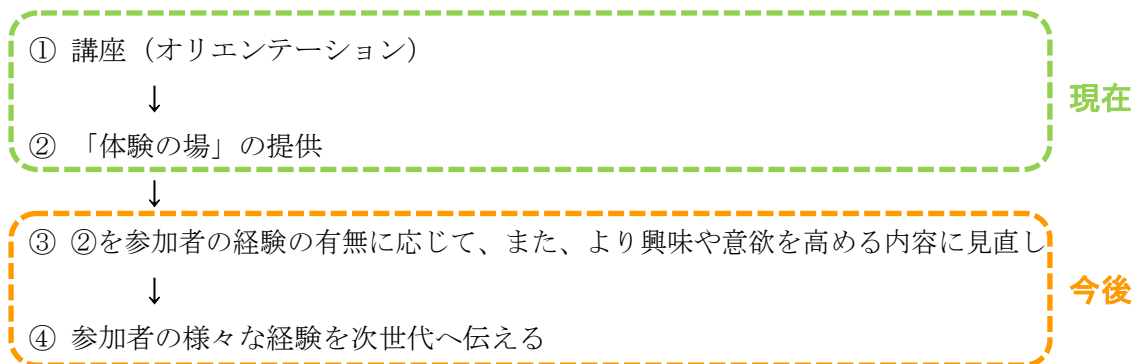 ① 講座（オリエンテーション）
↓
② 「体験の場」の提供
現在
↓
③ ②を参加者の経験の有無に応じて、また、より興味や意欲を高める内容に見直し
↓
④ 参加者の様々な経験を次世代へ伝える
今後